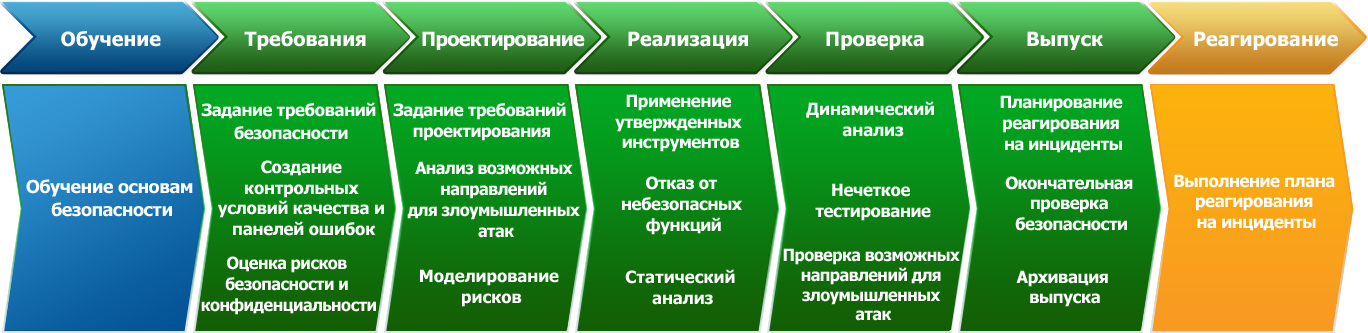 Обучение
Требования
Проектирование
Реализация
Проверка
Выпуск
Реагирование
Обучение основам
безопасности
Задание требований
безопасности
Создание
контрольных
условий качества и
панелей ошибок
Оценка рисков
безопасности и
конфиденциальности
Задание требований
проектирования
Анализ возможных
направлений
для злоумышленных
атак
Моделирование
рисков
Применение
утвержденных
инструментов
Отказ от
небезопасных
функций
Статический
анализ
Динамический
анализ
Нечеткое
тестирование
Проверка возможных
направлений для
злоумышленных
атак
Планирование
реагирования
на инциденты
Окончательная
проверка
безопасности
Архивация
выпуска
Выполнение плана
реагирования
на инциденты